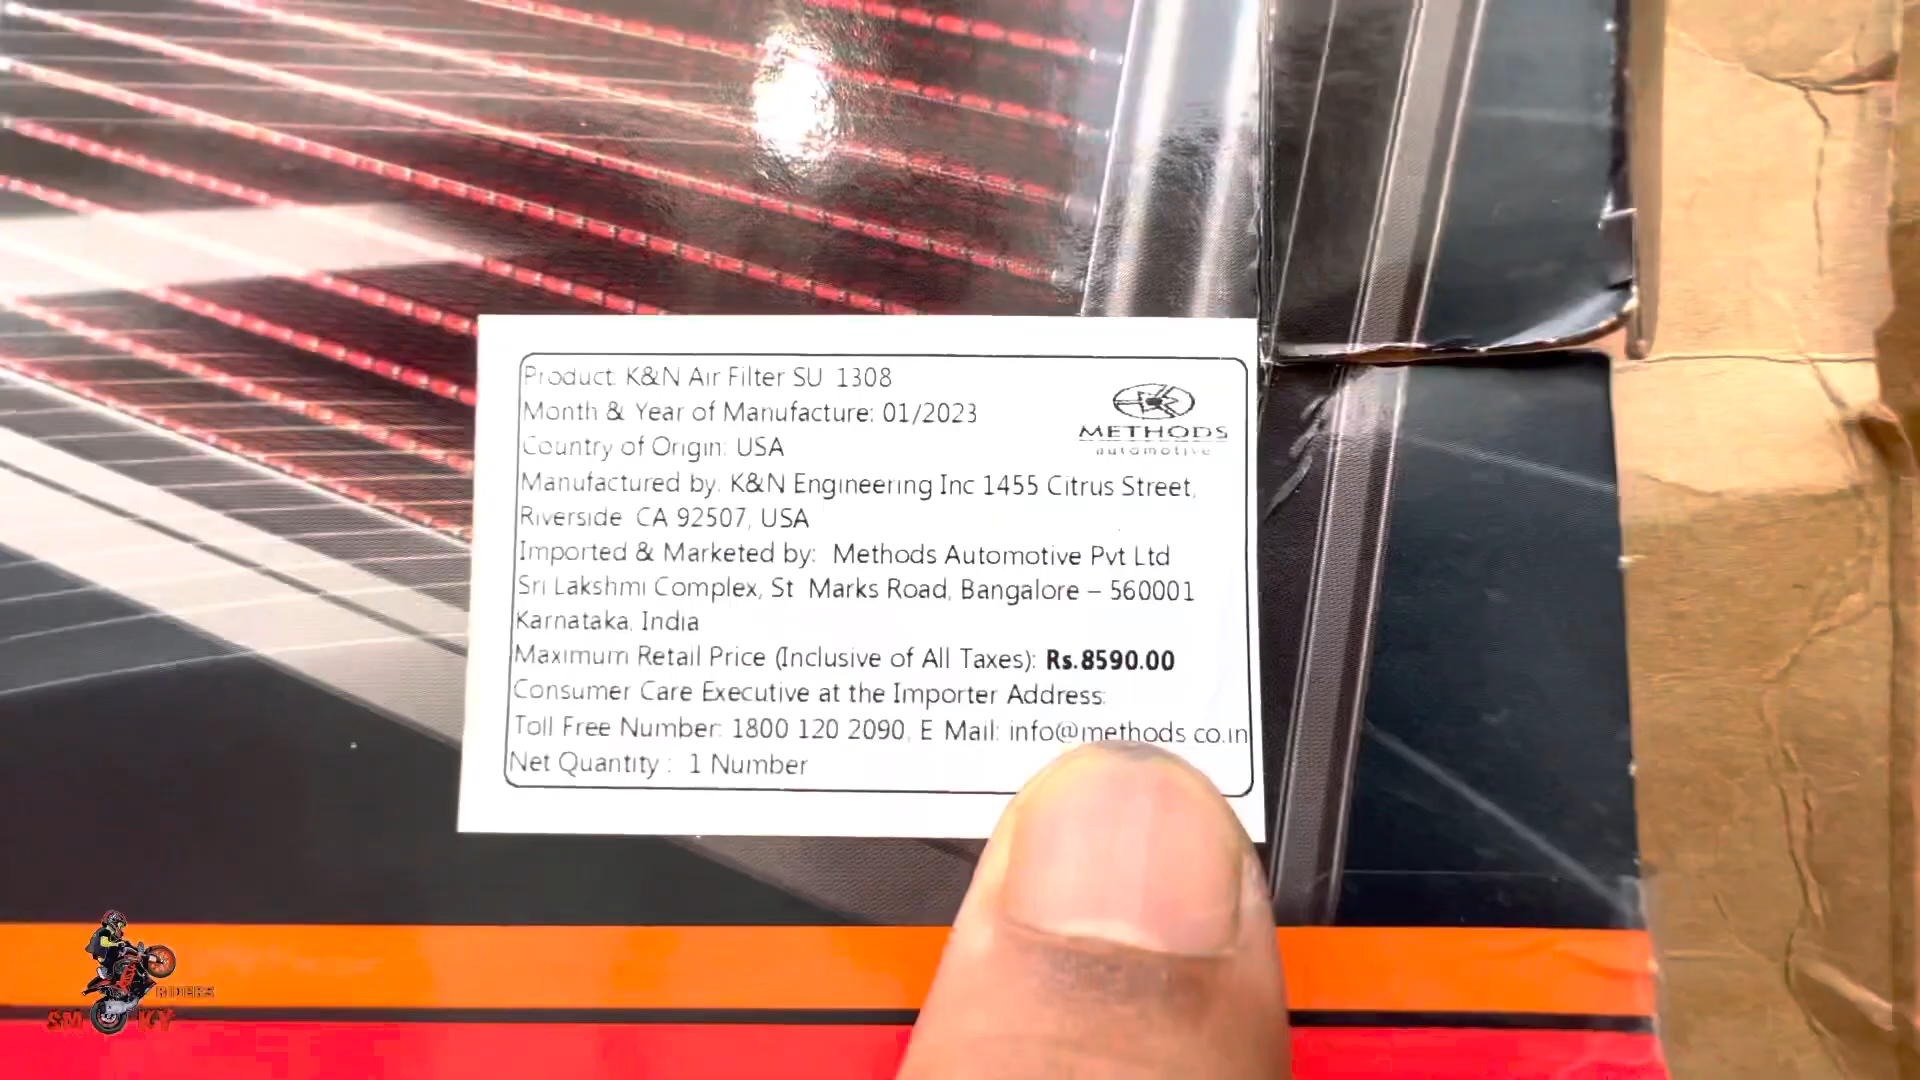 Product: K&N Air Filter SU 1308
Month & Year of Manufacture: 01/2023
Country of Origin: USA
METHODS
automotive
Manufactured by: K&N Engineering Inc 1455 Citrus Street,
Riverside CA 92507, USA
Imported & Marketed by: Methods Automotive Pvt Ltd
Sri Lakshmi Complex, St Marks Road, Bangalore – 560001
Karnataka, India
Maximum Retail Price (Inclusive of All Taxes): Rs.8590.00
Consumer Care Executive at the Importer Address:
Toll Free Number: 1800 120 2090, E Mail: info@methods.co.in
Net Quantity : 1 Number
RIDERS
SMOKY